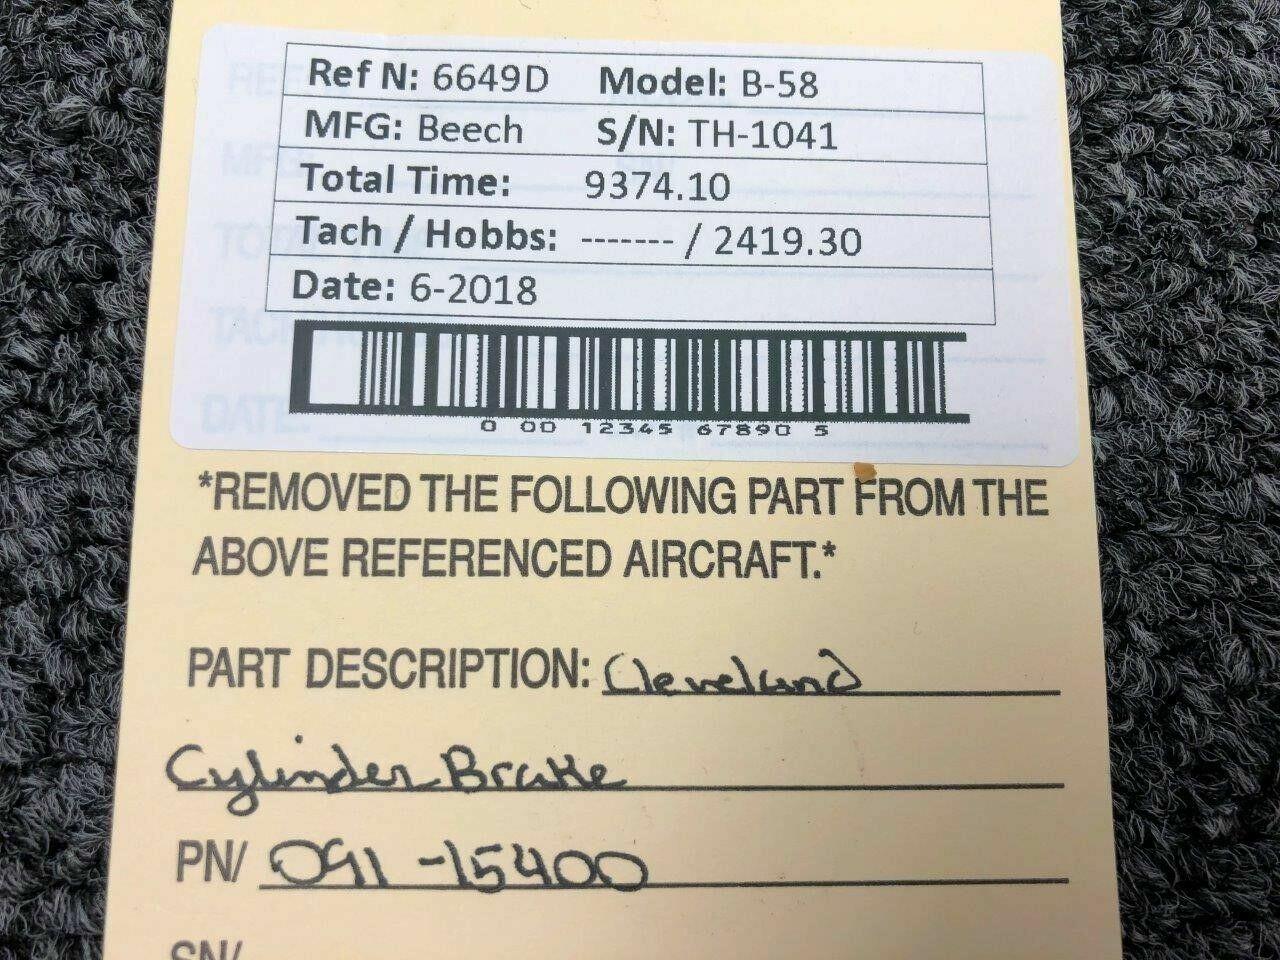 Ref N: 6649D Model: B-58
MFG: Beech S/N: TH-1041
Total Time: 9374.10
Tach / Hobbs: ------- / 2419.30
Date: 6-2018
0 00 12345 67890 5
*REMOVED THE FOLLOWING PART FROM THE
ABOVE REFERENCED AIRCRAFT.*
PART DESCRIPTION: Cleveland
Cylinder Brake
PN/ 091-15400
SN/